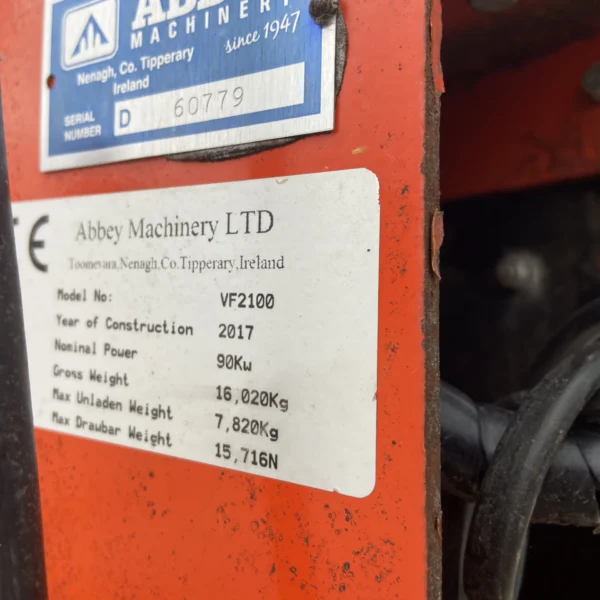 ABBEY
MACHINERY
since 1947
Nenagh, Co. Tipperary
Ireland
SERIAL
NUMBER
D 60779
CE
Abbey Machinery LTD
Toomevara,Nenagh,Co.Tipperary,Ireland
Model No: VF2100
Year of Construction 2017
Nominal Power 90Kw
Gross Weight 16,020Kg
Max Unladen Weight 7,820Kg
Max Drawbar Weight 15,716N